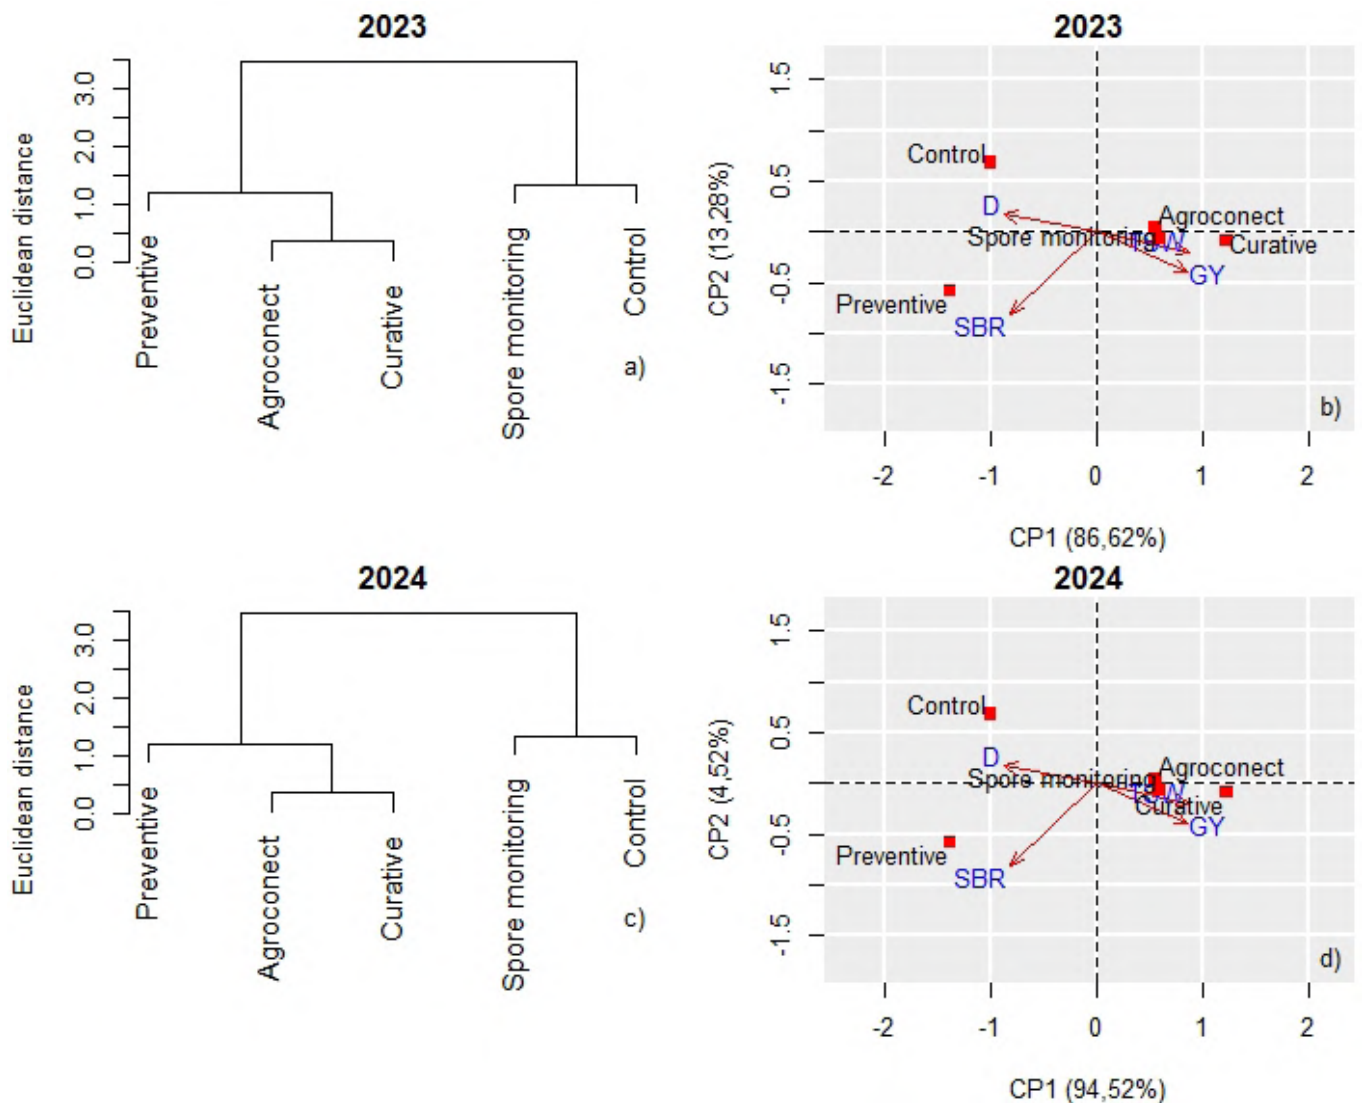 2023
Euclidean distance
0.0 1.0 2.0 3.0
Preventive
Agroconect
Curative
Spore monitoring
Control
a)
2023
CP2 (13,28%)
-1.5 -0.5 0.5 1.5
Control
D
Agroconect
Spore monitoring
Curative
GY
Preventive
SBR
b)
-2 -1 0 1 2
CP1 (86,62%)
2024
Euclidean distance
0.0 1.0 2.0 3.0
Preventive
Agroconect
Curative
Spore monitoring
Control
c)
2024
CP2 (4,52%)
-1.5 -0.5 0.5 1.5
Control
D
Agroconect
Spore monitoring
Curative
GY
Preventive
SBR
d)
-2 -1 0 1 2
CP1 (94,52%)